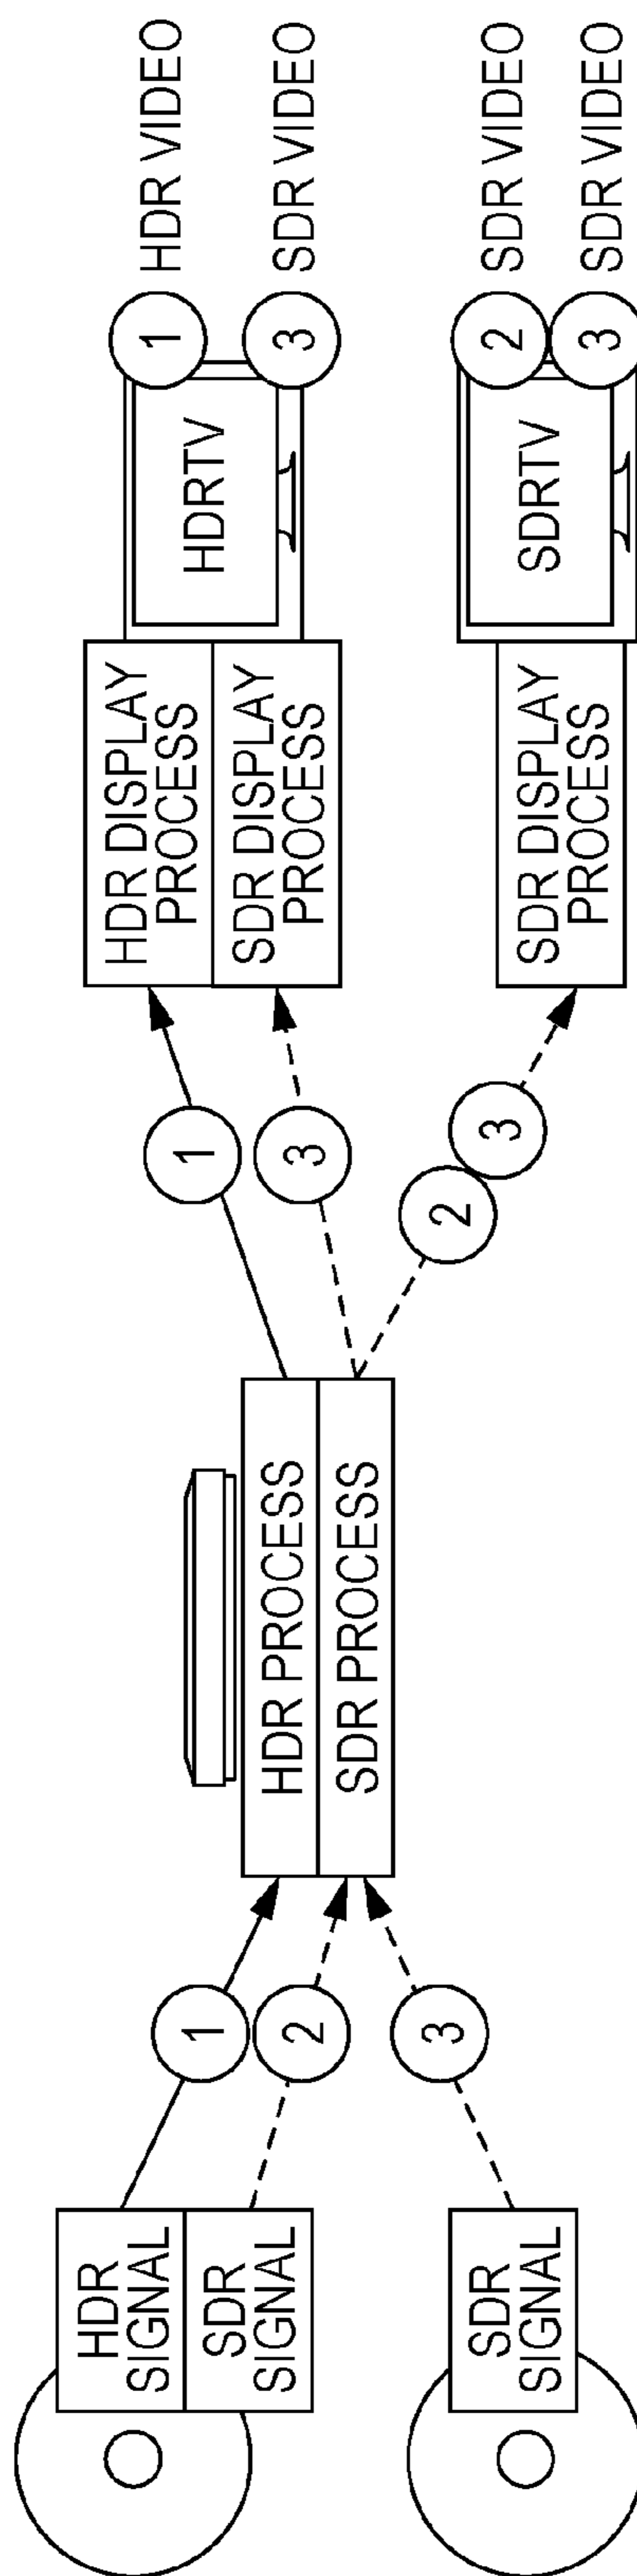 HDR
SIGNAL
SDR
SIGNAL
SDR
SIGNAL
1
2
3
HDR PROCESS
SDR PROCESS
1
3
2
3
HDR DISPLAY
PROCESS
SDR DISPLAY
PROCESS
SDR DISPLAY
PROCESS
HDRTV
SDRTV
1
HDR VIDEO
3
SDR VIDEO
2
SDR VIDEO
3
SDR VIDEO